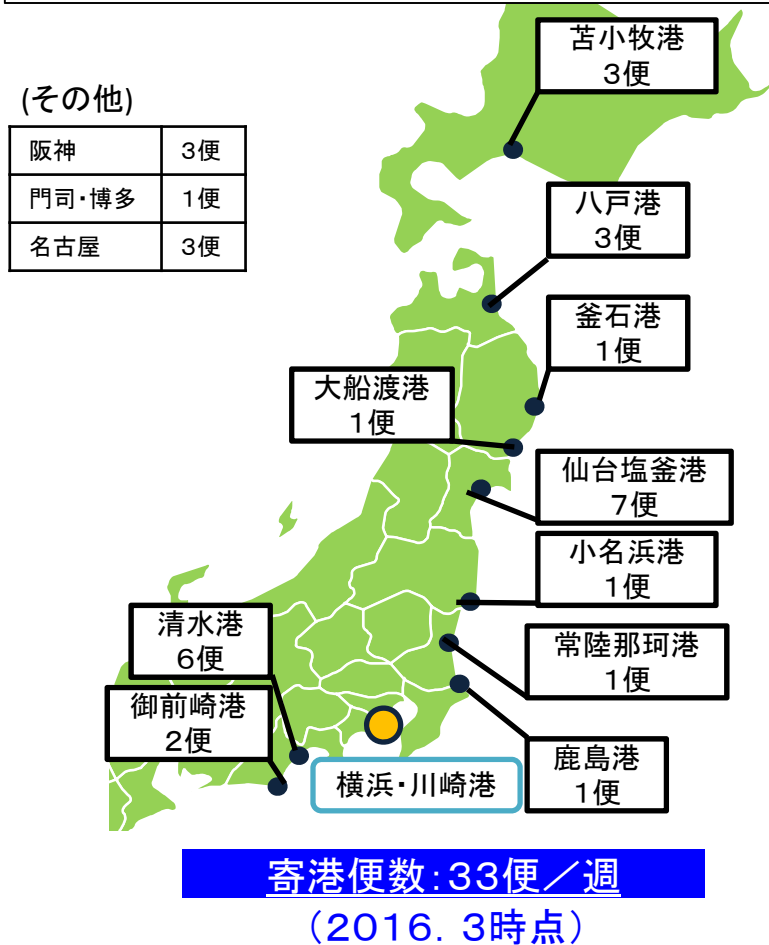 苫小牧港
3便
(その他)
阪神 3便
門司・博多 1便
名古屋 3便
八戸港
3便
釜石港
1便
大船渡港
1便
仙台塩釜港
7便
小名浜港
1便
清水港
6便
常陸那珂港
1便
御前崎港
2便
鹿島港
1便
横浜・川崎港
寄港便数:33便／週
（2016．3時点）